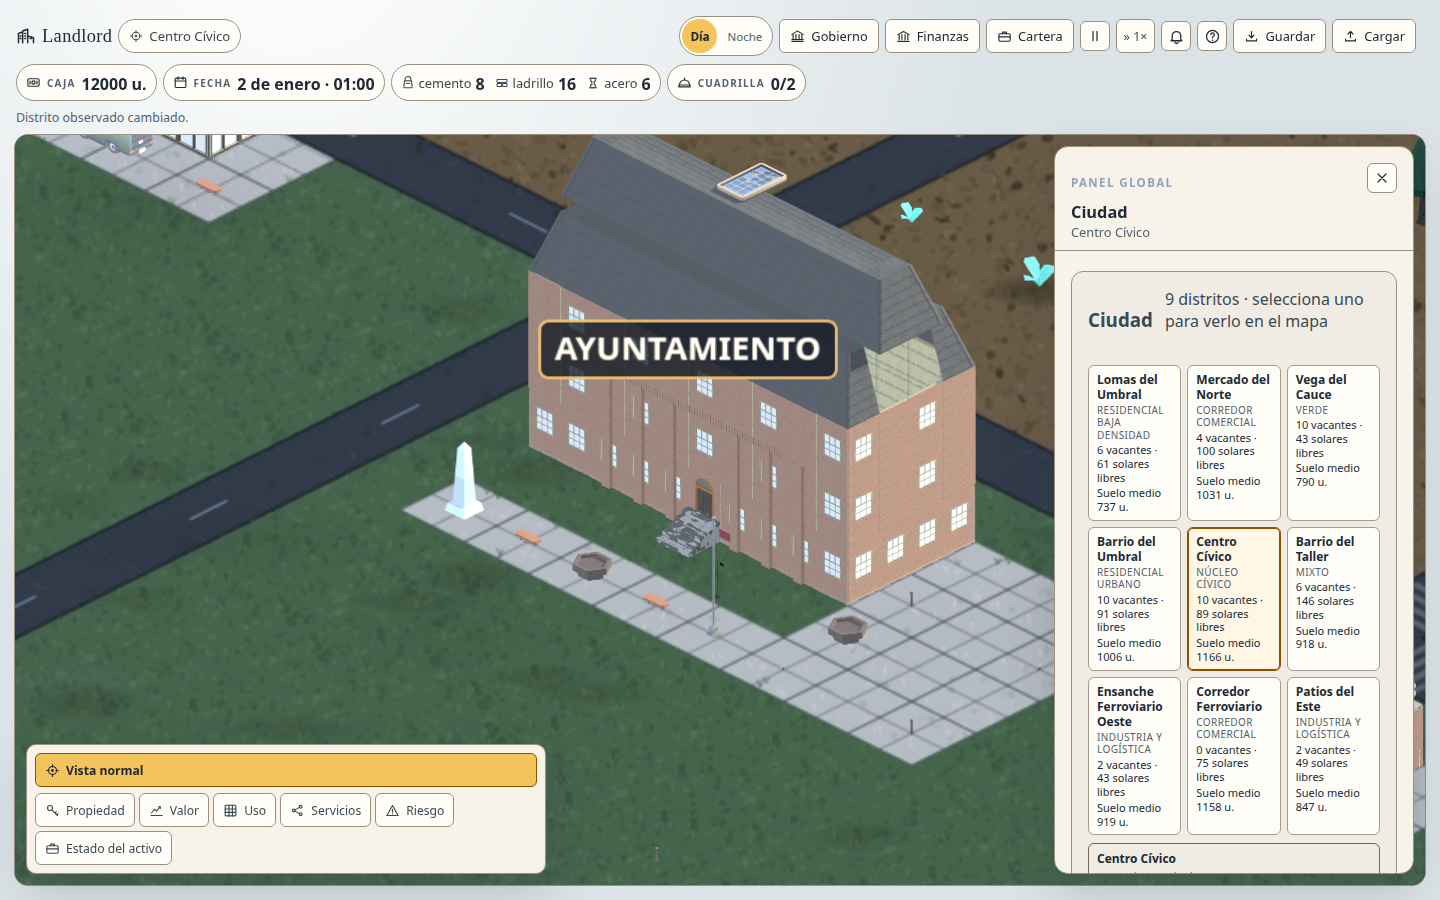 Landlord
Centro Cívico
Día
Noche
Gobierno
Finanzas
Cartera
» 1×
Guardar
Cargar
CAJA 12000 u.
FECHA 2 de enero · 01:00
cemento 8 ladrillo 16 acero 6
CUADRILLA 0/2
Distrito observado cambiado.
AYUNTAMIENTO
PANEL GLOBAL
Ciudad
Centro Cívico
Ciudad
9 distritos · selecciona uno
para verlo en el mapa
Lomas del
Umbral
RESIDENCIAL
BAJA
DENSIDAD
6 vacantes ·
61 solares
libres
Suelo medio
737 u.
Mercado del
Norte
CORREDOR
COMERCIAL
4 vacantes ·
100 solares
libres
Suelo medio
1031 u.
Vega del
Cauce
VERDE
10 vacantes ·
43 solares
libres
Suelo medio
790 u.
Barrio del
Umbral
RESIDENCIAL
URBANO
10 vacantes ·
91 solares
libres
Suelo medio
1006 u.
Centro
Cívico
NÚCLEO
CÍVICO
10 vacantes ·
89 solares
libres
Suelo medio
1166 u.
Barrio del
Taller
MIXTO
6 vacantes ·
146 solares
libres
Suelo medio
918 u.
Ensanche
Ferroviario
Oeste
INDUSTRIA Y
LOGÍSTICA
2 vacantes ·
43 solares
libres
Suelo medio
919 u.
Corredor
Ferroviario
CORREDOR
COMERCIAL
0 vacantes ·
75 solares
libres
Suelo medio
1158 u.
Patios del
Este
INDUSTRIA Y
LOGÍSTICA
2 vacantes ·
49 solares
libres
Suelo medio
847 u.
Centro Cívico
Vista normal
Propiedad
Valor
Uso
Servicios
Riesgo
Estado del activo